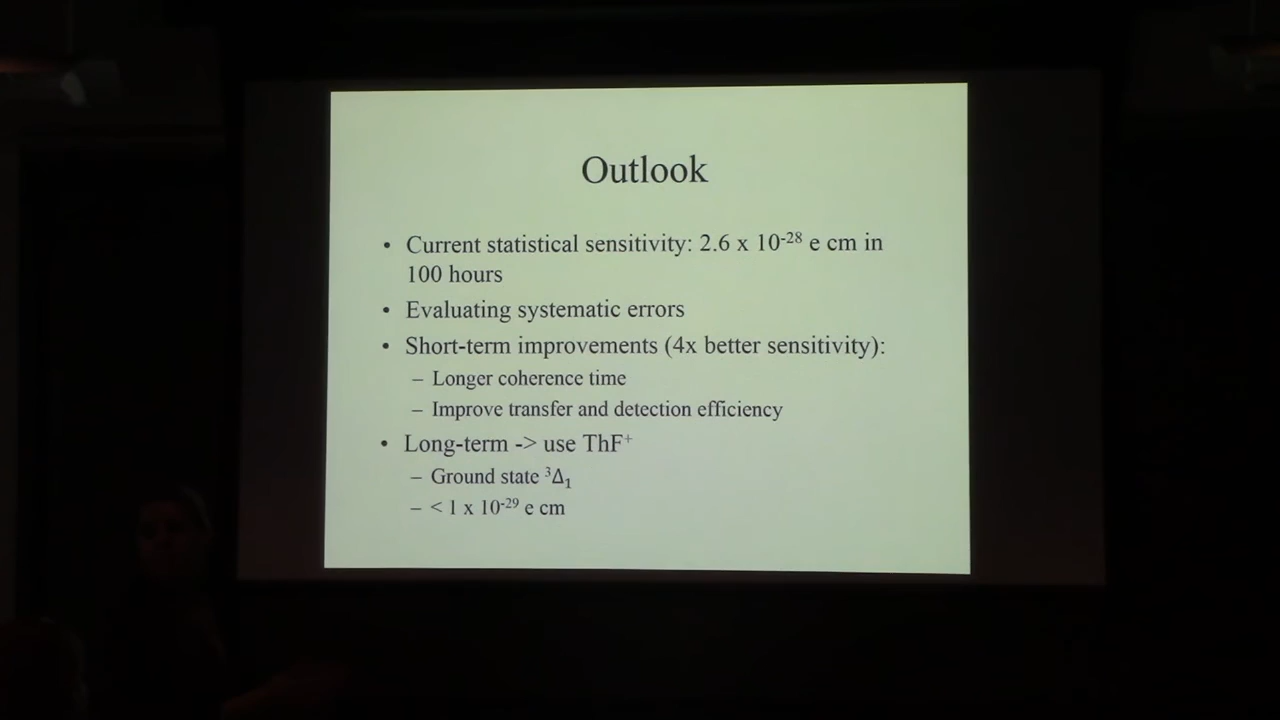 Outlook
• Current statistical sensitivity: 2.6 x 10⁻²⁸ e cm in
100 hours
• Evaluating systematic errors
• Short-term improvements (4x better sensitivity):
– Longer coherence time
– Improve transfer and detection efficiency
• Long-term -> use ThF⁺
– Ground state ³Δ₁
– < 1 x 10⁻²⁹ e cm